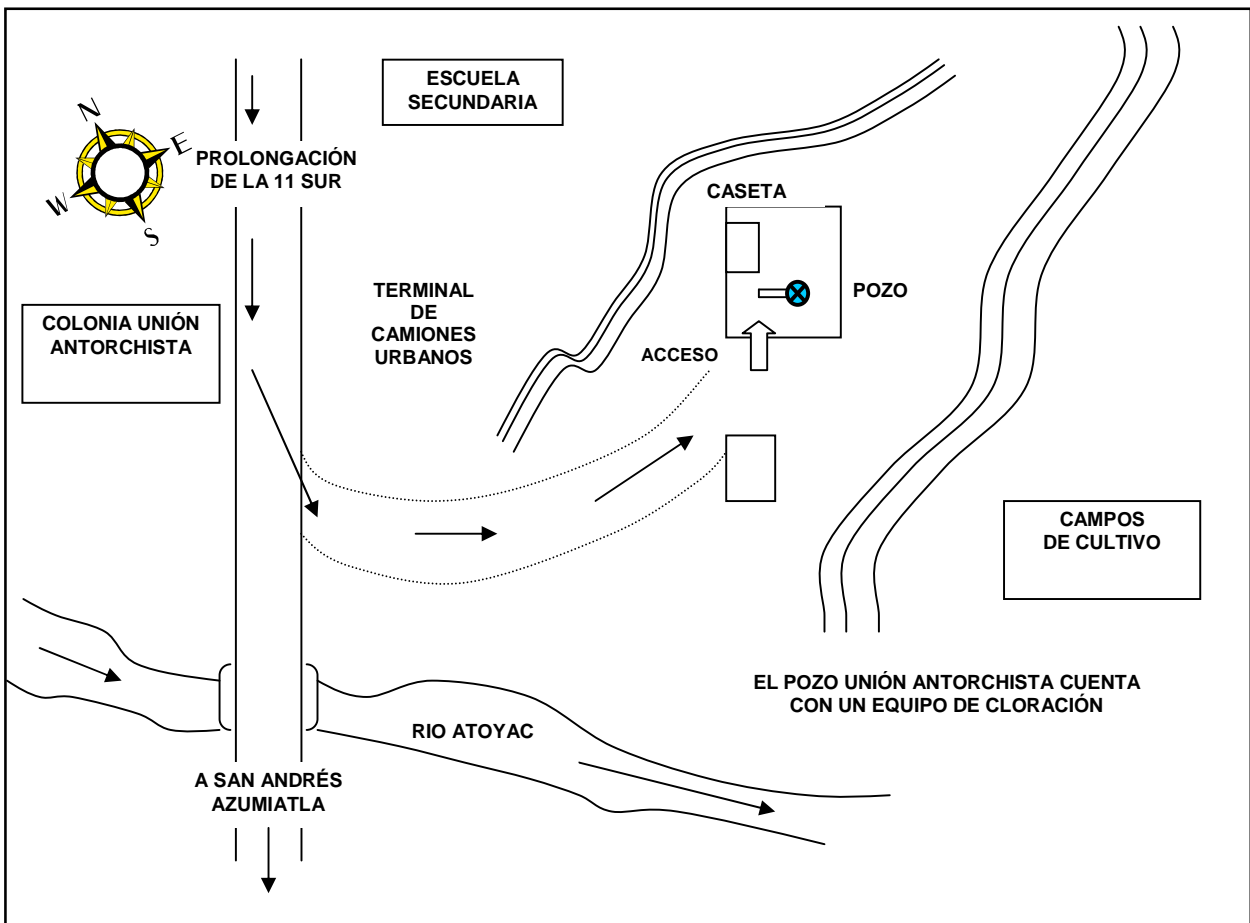 ESCUELA
SECUNDARIA
N
E
W
S
PROLONGACIÓN
DE LA 11 SUR
CASETA
COLONIA UNIÓN
ANTORCHISTA
TERMINAL
DE
CAMIONES
URBANOS
POZO
ACCESO
CAMPOS
DE CULTIVO
EL POZO UNIÓN ANTORCHISTA CUENTA
CON UN EQUIPO DE CLORACIÓN
RIO ATOYAC
A SAN ANDRÉS
AZUMIATLA